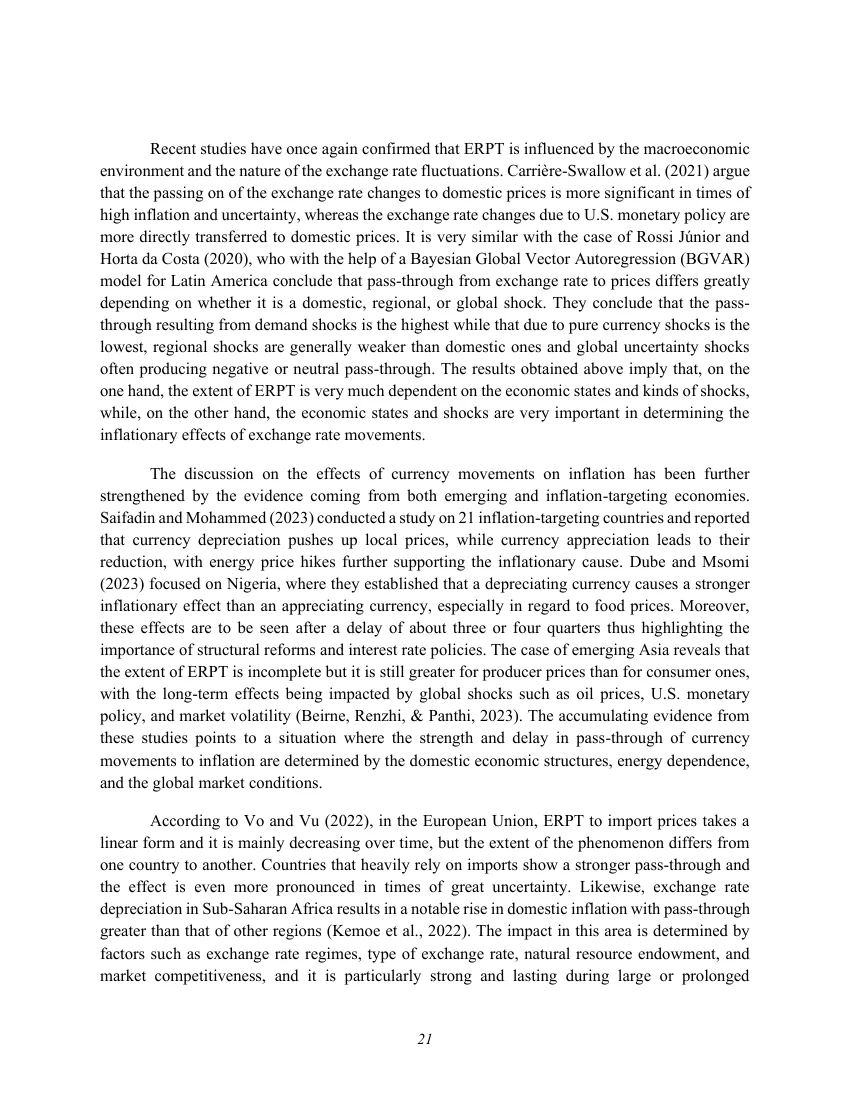 Recent studies have once again confirmed that ERPT is influenced by the macroeconomic
environment and the nature of the exchange rate fluctuations. Carrière-Swallow et al. (2021) argue
that the passing on of the exchange rate changes to domestic prices is more significant in times of
high inflation and uncertainty, whereas the exchange rate changes due to U.S. monetary policy are
more directly transferred to domestic prices. It is very similar with the case of Rossi Júnior and
Horta da Costa (2020), who with the help of a Bayesian Global Vector Autoregression (BGVAR)
model for Latin America conclude that pass-through from exchange rate to prices differs greatly
depending on whether it is a domestic, regional, or global shock. They conclude that the pass-
through resulting from demand shocks is the highest while that due to pure currency shocks is the
lowest, regional shocks are generally weaker than domestic ones and global uncertainty shocks
often producing negative or neutral pass-through. The results obtained above imply that, on the
one hand, the extent of ERPT is very much dependent on the economic states and kinds of shocks,
while, on the other hand, the economic states and shocks are very important in determining the
inflationary effects of exchange rate movements.
The discussion on the effects of currency movements on inflation has been further
strengthened by the evidence coming from both emerging and inflation-targeting economies.
Saifadin and Mohammed (2023) conducted a study on 21 inflation-targeting countries and reported
that currency depreciation pushes up local prices, while currency appreciation leads to their
reduction, with energy price hikes further supporting the inflationary cause. Dube and Msomi
(2023) focused on Nigeria, where they established that a depreciating currency causes a stronger
inflationary effect than an appreciating currency, especially in regard to food prices. Moreover,
these effects are to be seen after a delay of about three or four quarters thus highlighting the
importance of structural reforms and interest rate policies. The case of emerging Asia reveals that
the extent of ERPT is incomplete but it is still greater for producer prices than for consumer ones,
with the long-term effects being impacted by global shocks such as oil prices, U.S. monetary
policy, and market volatility (Beirne, Renzhi, & Panthi, 2023). The accumulating evidence from
these studies points to a situation where the strength and delay in pass-through of currency
movements to inflation are determined by the domestic economic structures, energy dependence,
and the global market conditions.
According to Vo and Vu (2022), in the European Union, ERPT to import prices takes a
linear form and it is mainly decreasing over time, but the extent of the phenomenon differs from
one country to another. Countries that heavily rely on imports show a stronger pass-through and
the effect is even more pronounced in times of great uncertainty. Likewise, exchange rate
depreciation in Sub-Saharan Africa results in a notable rise in domestic inflation with pass-through
greater than that of other regions (Kemoe et al., 2022). The impact in this area is determined by
factors such as exchange rate regimes, type of exchange rate, natural resource endowment, and
market competitiveness, and it is particularly strong and lasting during large or prolonged
21